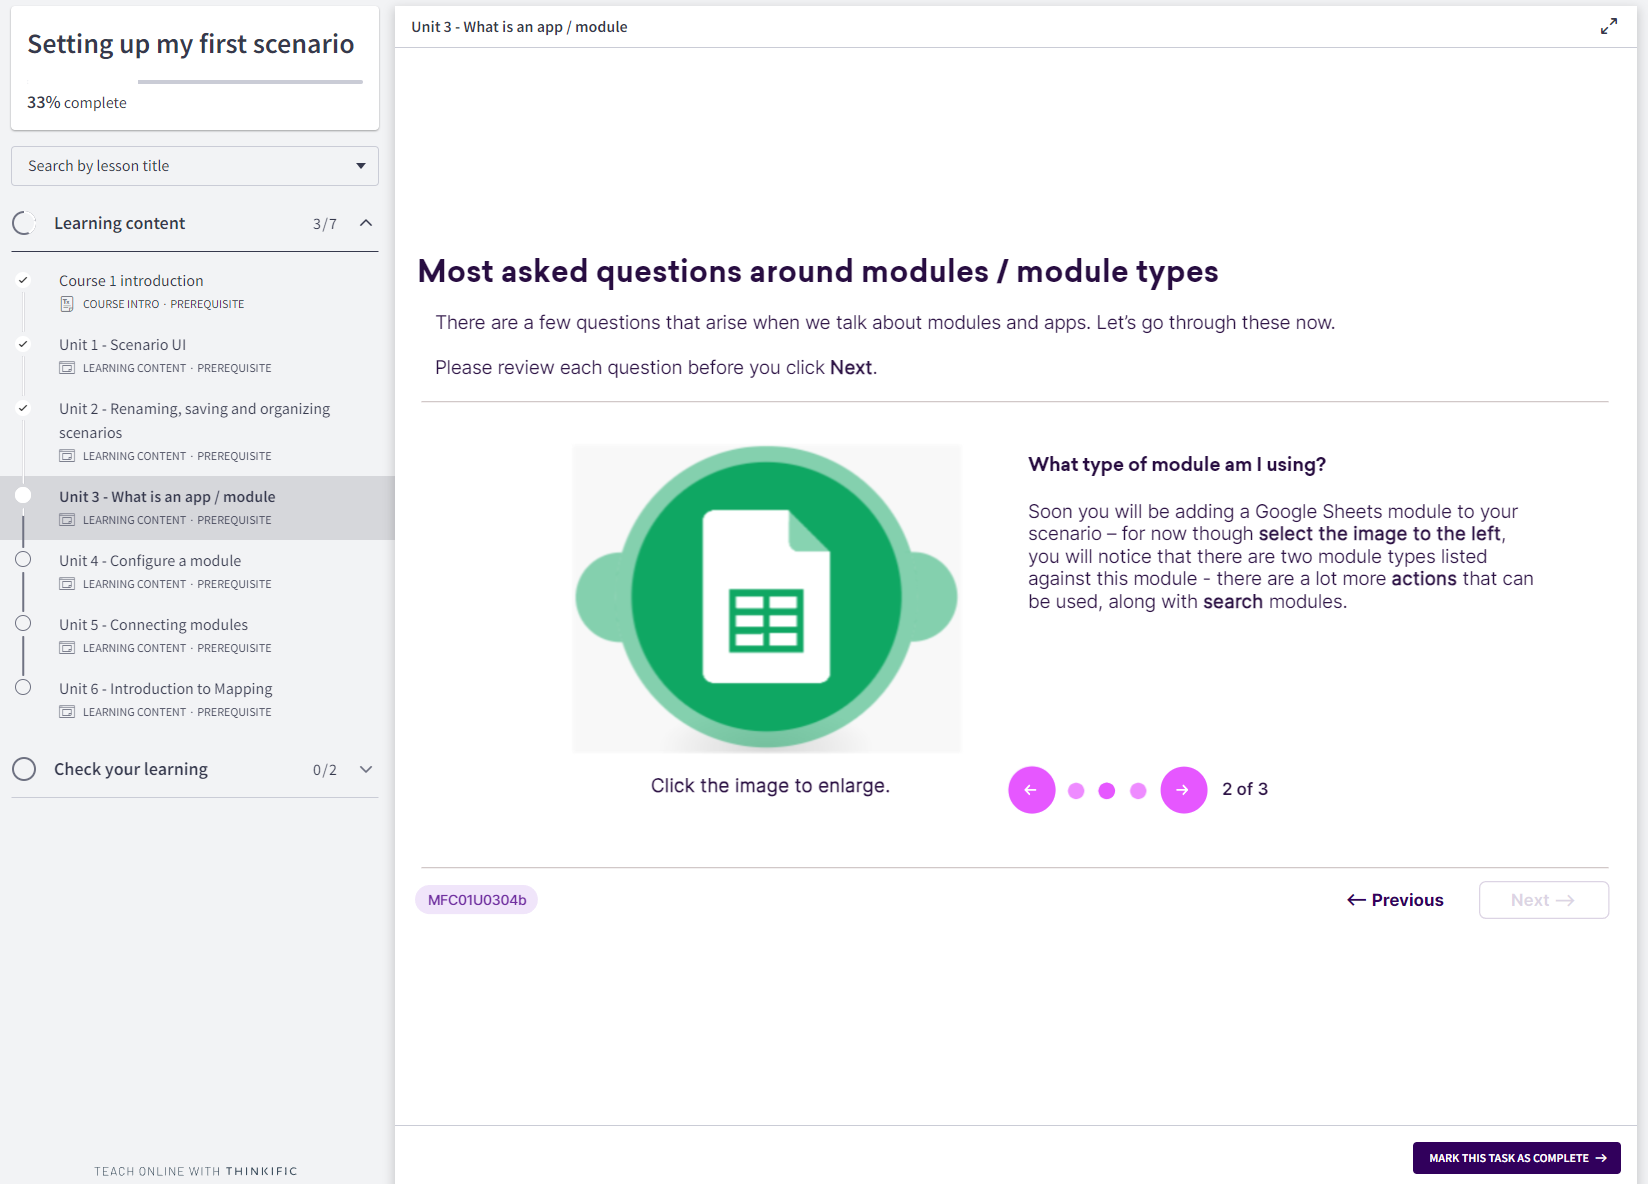 Setting up my first scenario
33% complete
Search by lesson title
Learning content 3/7
Course 1 introduction
COURSE INTRO · PREREQUISITE
Unit 1 - Scenario UI
LEARNING CONTENT · PREREQUISITE
Unit 2 - Renaming, saving and organizing
scenarios
LEARNING CONTENT · PREREQUISITE
Unit 3 - What is an app / module
LEARNING CONTENT · PREREQUISITE
Unit 4 - Configure a module
LEARNING CONTENT · PREREQUISITE
Unit 5 - Connecting modules
LEARNING CONTENT · PREREQUISITE
Unit 6 - Introduction to Mapping
LEARNING CONTENT · PREREQUISITE
Check your learning 0/2
TEACH ONLINE WITH THINKIFIC
Unit 3 - What is an app / module
Most asked questions around modules / module types
There are a few questions that arise when we talk about modules and apps. Let’s go through these now.
Please review each question before you click Next.
Click the image to enlarge.
What type of module am I using?
Soon you will be adding a Google Sheets module to your
scenario – for now though select the image to the left,
you will notice that there are two module types listed
against this module - there are a lot more actions that can
be used, along with search modules.
← → 2 of 3
MFC01U0304b
← Previous
Next →
MARK THIS TASK AS COMPLETE →